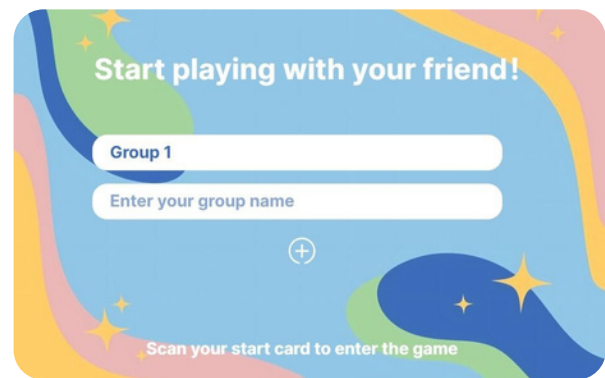 Start playing with your friend!
Group 1
Enter your group name
Scan your start card to enter the game